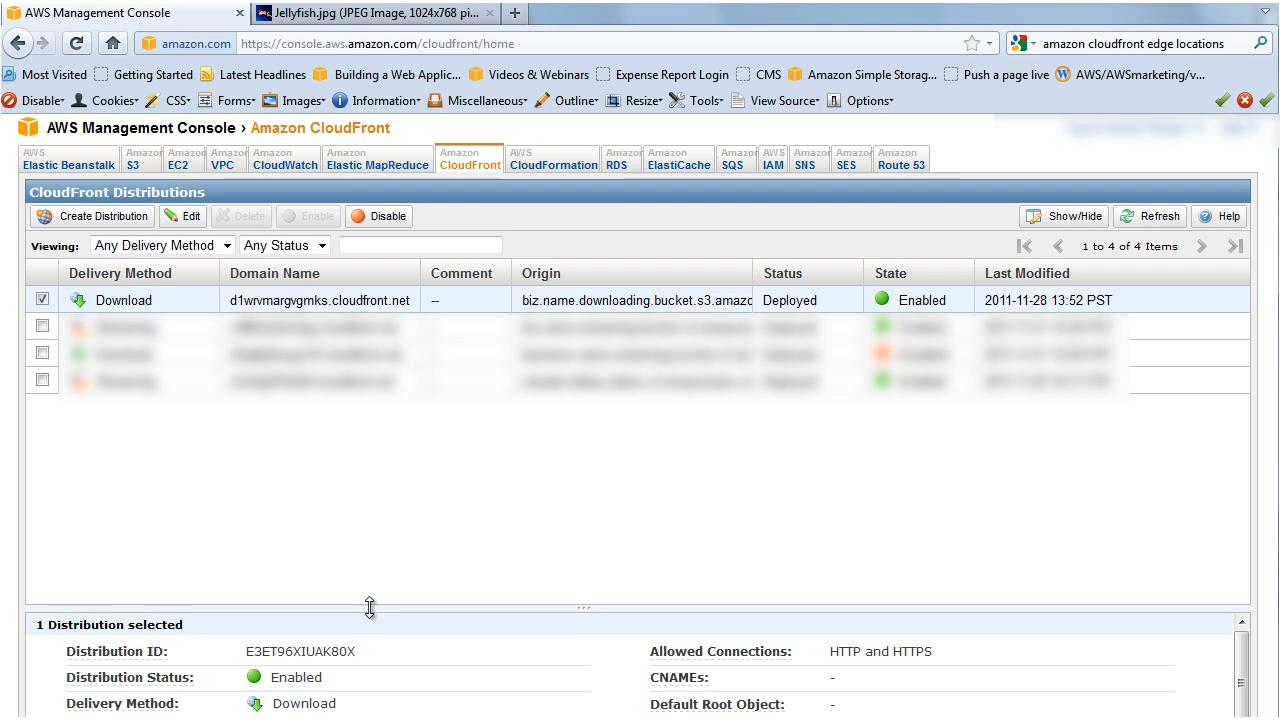 AWS Management Console × Jellyfish.jpg (JPEG Image, 1024x768 pi... × +
amazon.com https://console.aws.amazon.com/cloudfront/home amazon cloudfront edge locations
Most Visited Getting Started Latest Headlines Building a Web Applic... Videos & Webinars Expense Report Login CMS Amazon Simple Storag... Push a page live AWS/AWSmarketing/v...
Disable Cookies CSS Forms Images Information Miscellaneous Outline Resize Tools View Source Options
AWS Management Console › Amazon CloudFront
AWS Amazon Amazon Amazon Amazon Amazon Amazon AWS Amazon Amazon Amazon AWS Amazon Amazon Amazon
Elastic Beanstalk S3 EC2 VPC CloudWatch Elastic MapReduce CloudFront CloudFormation RDS ElastiCache SQS IAM SNS SES Route 53
CloudFront Distributions
Create Distribution Edit Delete Enable Disable Show/Hide Refresh Help
Viewing: Any Delivery Method Any Status 1 to 4 of 4 Items
Delivery Method Domain Name Comment Origin Status State Last Modified
Download d1wrvmargvgmks.cloudfront.net -- biz.name.downloading.bucket.s3.amazo Deployed Enabled 2011-11-28 13:52 PST
1 Distribution selected
Distribution ID: E3ET96XIUAK80X Allowed Connections: HTTP and HTTPS
Distribution Status: Enabled CNAMEs: -
Delivery Method: Download Default Root Object: -